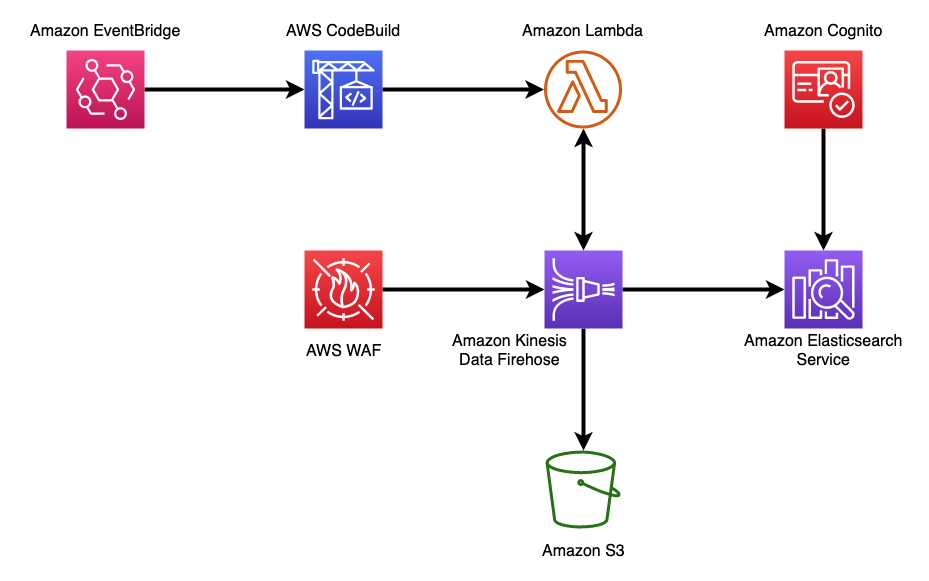 Amazon EventBridge
AWS CodeBuild
Amazon Lambda
Amazon Cognito
</>
AWS WAF
Amazon Kinesis
Data Firehose
Amazon Elasticsearch
Service
Amazon S3